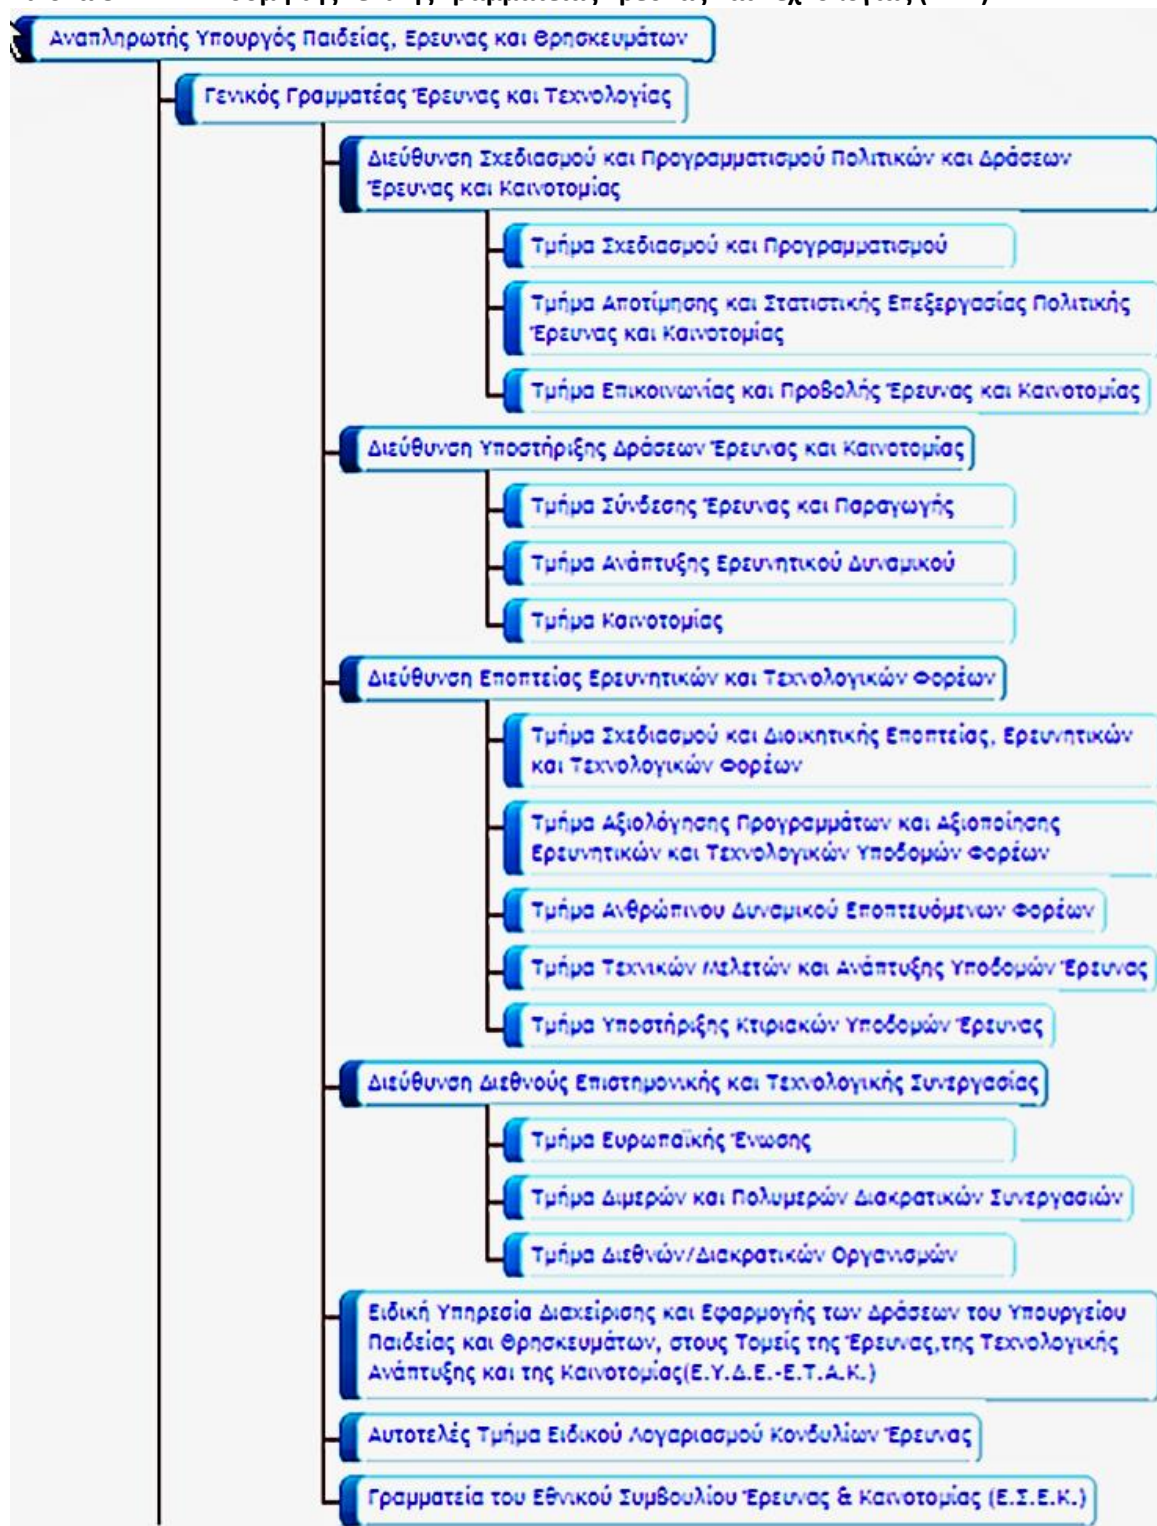 Αναπληρωτής Υπουργός Παιδείας, Ερευνας και Θρησκευμάτων
Γενικός Γραμματέας Έρευνας και Τεχνολογίας
Διεύθυνση Σχεδιασμού και Προγραμματισμού Πολιτικών και Δράσεων
Έρευνας και Καινοτομίας
Τμήμα Σχεδιασμού και Προγραμματισμού
Τμήμα Αποτίμησης και Στατιστικής Επεξεργασίας Πολιτικής
Έρευνας και Καινοτομίας
Τμήμα Επικοινωνίας και Προβολής Έρευνας και Καινοτομίας
Διεύθυνση Υποστήριξης Δράσεων Έρευνας και Καινοτομίας
Τμήμα Σύνδεσης Έρευνας και Παραγωγής
Τμήμα Ανάπτυξης Ερευνητικού Δυναμικού
Τμήμα Καινοτομίας
Διεύθυνση Εποπτείας Ερευνητικών και Τεχνολογικών Φορέων
Τμήμα Σχεδιασμού και Διοικητικής Εποπτείας, Ερευνητικών
και Τεχνολογικών Φορέων
Τμήμα Αξιολόγησης Προγραμμάτων και Αξιοποίησης
Ερευνητικών και Τεχνολογικών Υποδομών Φορέων
Τμήμα Ανθρώπινου Δυναμικού Εποπτευόμενων Φορέων
Τμήμα Τεχνικών Μελετών και Ανάπτυξης Υποδομών Έρευνας
Τμήμα Υποστήριξης Κτιριακών Υποδομών Έρευνας
Διεύθυνση Διεθνούς Επιστημονικής και Τεχνολογικής Συνεργασίας
Τμήμα Ευρωπαϊκής Ένωσης
Τμήμα Διμερών και Πολυμερών Διακρατικών Συνεργασιών
Τμήμα Διεθνών/Διακρατικών Οργανισμών
Ειδική Υπηρεσία Διαχείρισης και Εφαρμογής των Δράσεων του Υπουργείου
Παιδείας και Θρησκευμάτων, στους Τομείς της Έρευνας,της Τεχνολογικής
Ανάπτυξης και της Καινοτομίας(Ε.Υ.Δ.Ε.-Ε.Τ.Α.Κ.)
Αυτοτελές Τμήμα Ειδικού Λογαριασμού Κονδυλίων Έρευνας
Γραμματεία του Εθνικού Συμβουλίου Έρευνας & Καινοτομίας (Ε.Σ.Ε.Κ.)